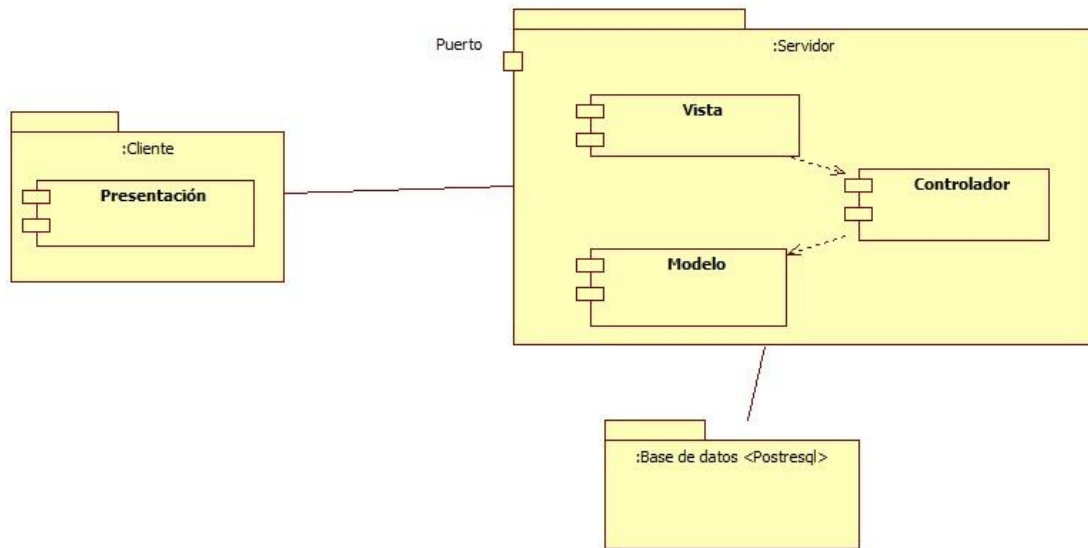 Puerto
:Servidor
Vista
:Cliente
Presentación
Controlador
Modelo
:Base de datos <Postresql>